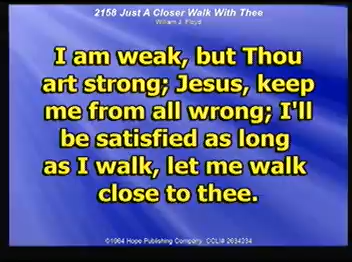 2158 Just A Closer Walk With Thee
William J. Floyd
I am weak, but Thou
art strong; Jesus, keep
me from all wrong; I'll
be satisfied as long
as I walk, let me walk
close to thee.
©1984 Hope Publishing Company, CCLI# 2634234